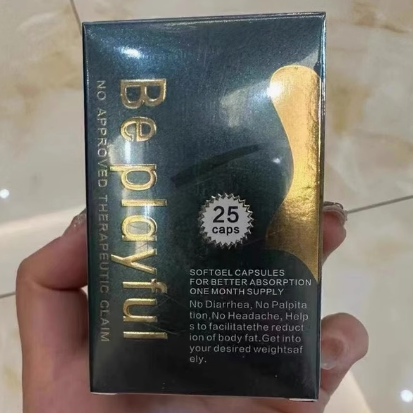 Be playful
NO APPROVED THERAPEUTIC CLAIM
25
caps
SOFTGEL CAPSULES
FOR BETTER ABSORPTION
ONE MONTH SUPPLY
No Diarrhea, No Palpita
tion,No Headache, Help
s to facilitatethe reduct
ion of body fat.Get into
your desired weightsaf
ely.